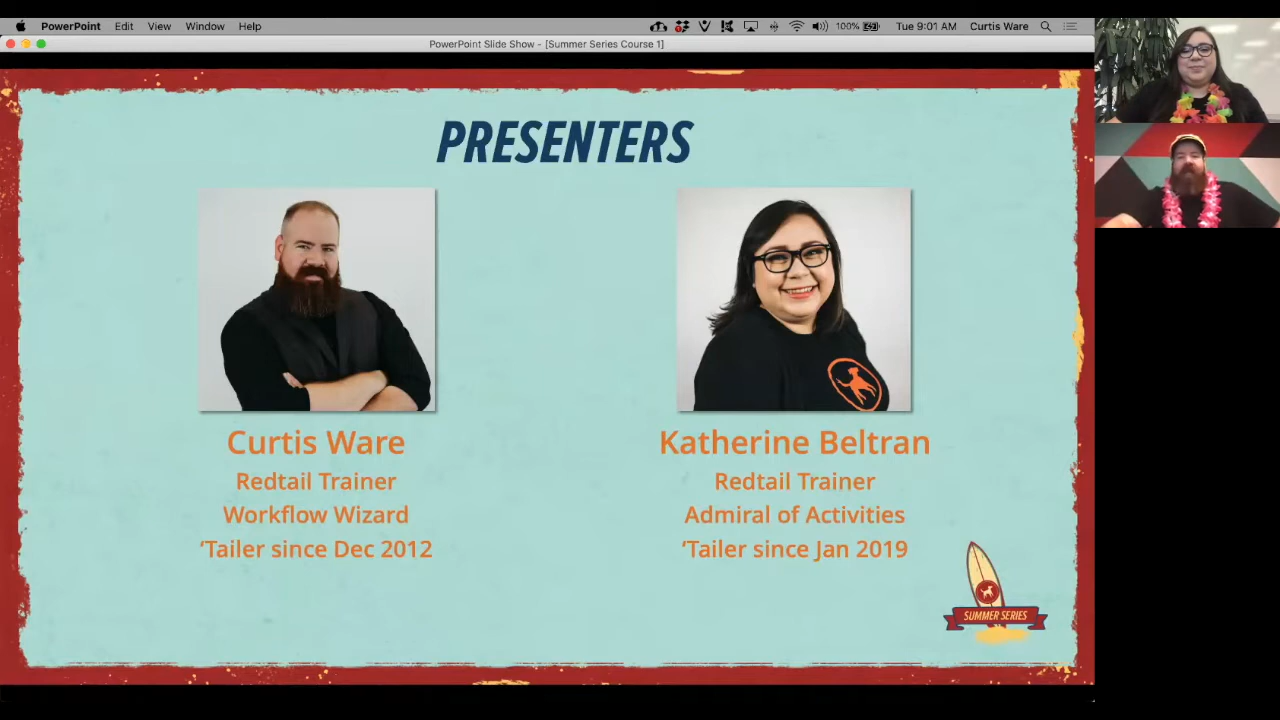 PowerPoint Edit View Window Help 100% Tue 9:01 AM Curtis Ware
PowerPoint Slide Show - [Summer Series Course 1]
PRESENTERS
Curtis Ware
Redtail Trainer
Workflow Wizard
‘Tailer since Dec 2012
Katherine Beltran
Redtail Trainer
Admiral of Activities
‘Tailer since Jan 2019
SUMMER SERIES